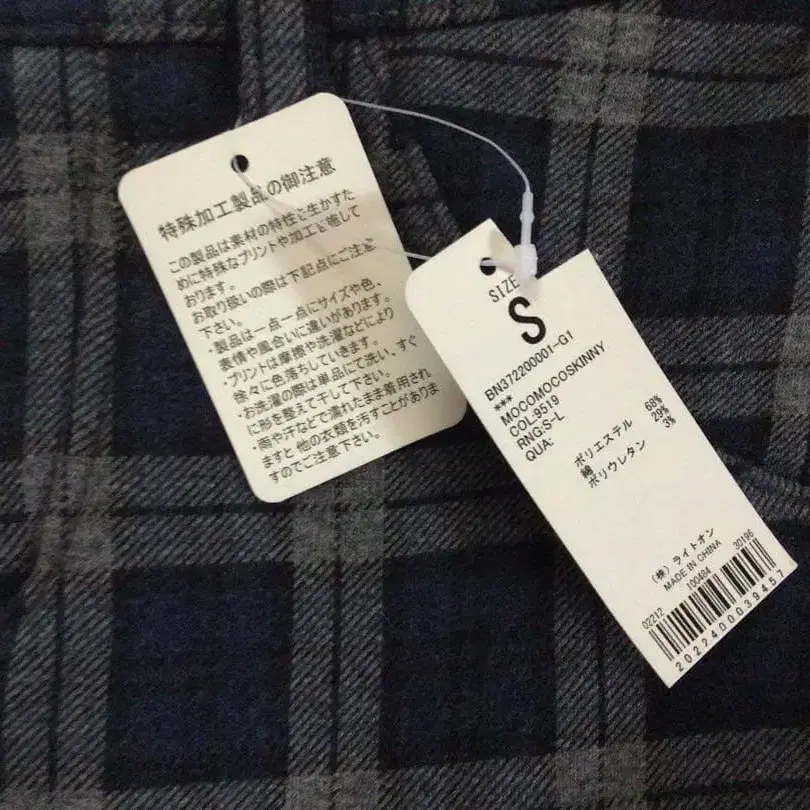 特殊加工製品の御注意
この製品は素材の特性を生かすた
めに特殊なプリントや加工を施して
おります。
お取り扱いの際は下記点にご注意
下さい。
・製品は一点一点にサイズや色、
表情や風合いに違いがあります。
・プリントは摩擦や洗濯などにより
徐々に色落ちしていきます。
・お洗濯の際は単品にて洗い、すぐ
に形を整えて干して下さい。
・雨や汗などで濡れたまま着用され
ますと他の衣類を汚すことがありま
すのでご注意下さい。
SIZE
S
BN372200001-G1
***
MOCOMOCOSKINNY
COL:9519
RNG:S-L
QUA:
ポリエステル 68%
綿 29%
ポリウレタン 3%
(株)ライトオン
MADE IN CHINA
02212 100484 30196
2022400039457